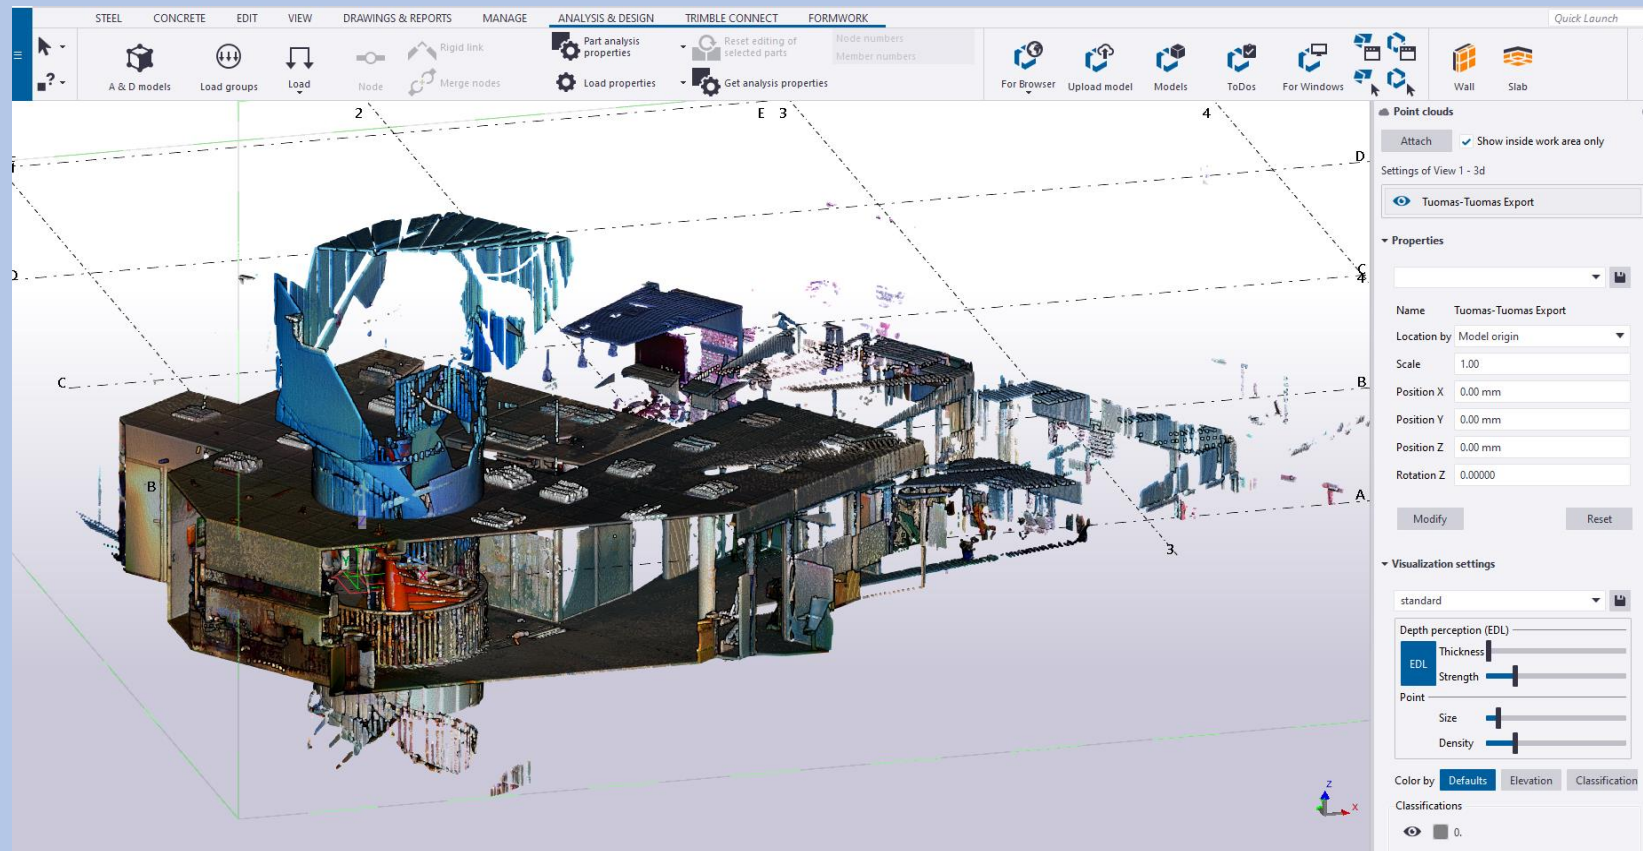 STEEL CONCRETE EDIT VIEW DRAWINGS & REPORTS MANAGE ANALYSIS & DESIGN TRIMBLE CONNECT FORMWORK Quick Launch
A & D models
Load groups
Load
Node
Rigid link
Merge nodes
Part analysis
properties
Load properties
Reset editing of
selected parts
Get analysis properties
Node numbers
Member numbers
For Browser
Upload model
Models
ToDos
For Windows
Wall
Slab
2 E 3 4
D
C
4
C
B
B
A
3
Z
Y
X
Z
X
Point clouds
Attach Show inside work area only
Settings of View 1 - 3d
Tuomas-Tuomas Export
Properties
Name Tuomas-Tuomas Export
Location by Model origin
Scale 1.00
Position X 0.00 mm
Position Y 0.00 mm
Position Z 0.00 mm
Rotation Z 0.00000
Modify Reset
Visualization settings
standard
Depth perception (EDL)
EDL
Thickness
Strength
Point
Size
Density
Color by Defaults Elevation Classification
Classifications
0.